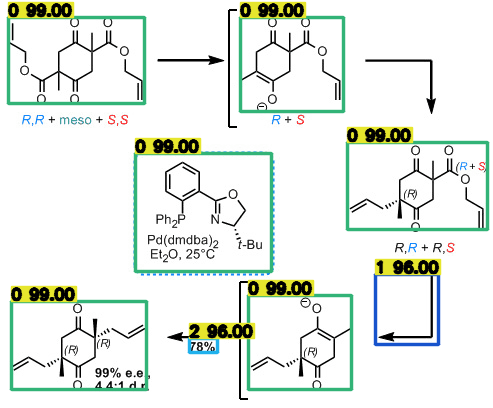 0 99.00
0 99.00
O
O
O
O
O
O
O
O
O
O
⊖
R,R + meso + S,S
R + S
0 99.00
0 99.00
O
O
(R + S)
O
(R)
O
O
Ph2P
N
t-Bu
Pd(dmdba)2
Et2O, 25°C
R,R + R,S
1 96.00
0 99.00
0 99.00
2 96.00
78%
O
(R)
(R)
O
99% e.e.,
4.4:1 d.r.
⊖
O
(R)
O